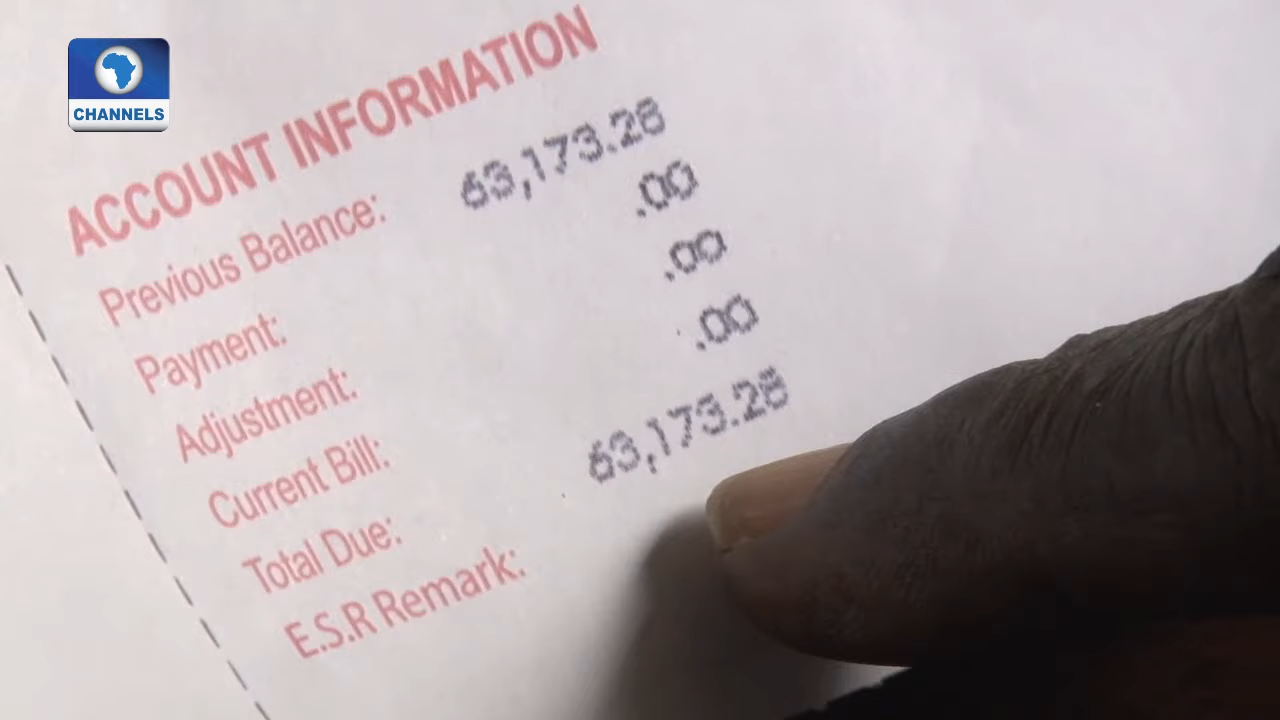 CHANNELS
ACCOUNT INFORMATION
Previous Balance: 63,173.28
Payment: .00
Adjustment: .00
Current Bill: .00
Total Due: 63,173.28
E.S.R Remark: